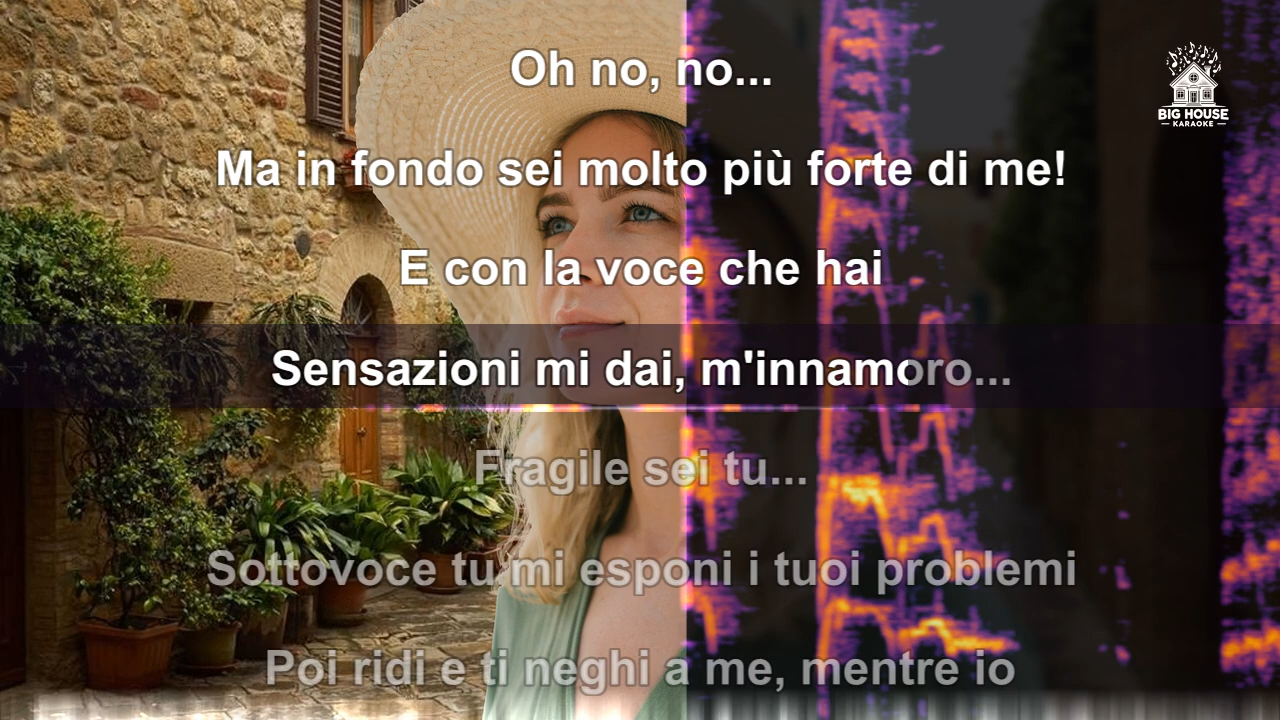 Oh no, no...
BIG HOUSE
KARAOKE
Ma in fondo sei molto più forte di me!
E con la voce che hai
Sensazioni mi dai, m'innamoro...
Fragile sei tu...
Sottovoce tu mi esponi i tuoi problemi
Poi ridi e ti neghi a me, mentre io